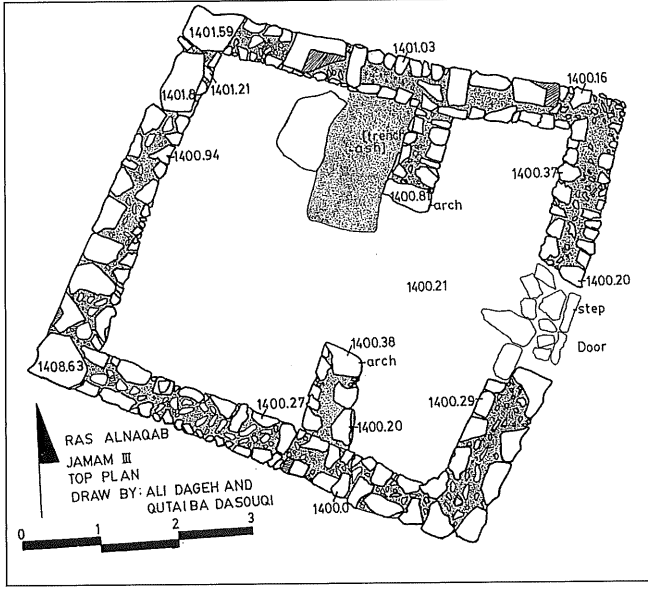 1401.59
1401.03
1400.16
1401.8
1401.21
[trench
ash]
1400.94
1400.37
1400.81
arch
1400.20
1400.21
step
Door
1400.38
arch
1408.63
1400.27
1400.20
1400.29
1400.0
RAS ALNAQAB
JAMAM III
TOP PLAN
DRAW BY: ALI DAGEH AND
QUTAIBA DASOUQI
0 1 2 3